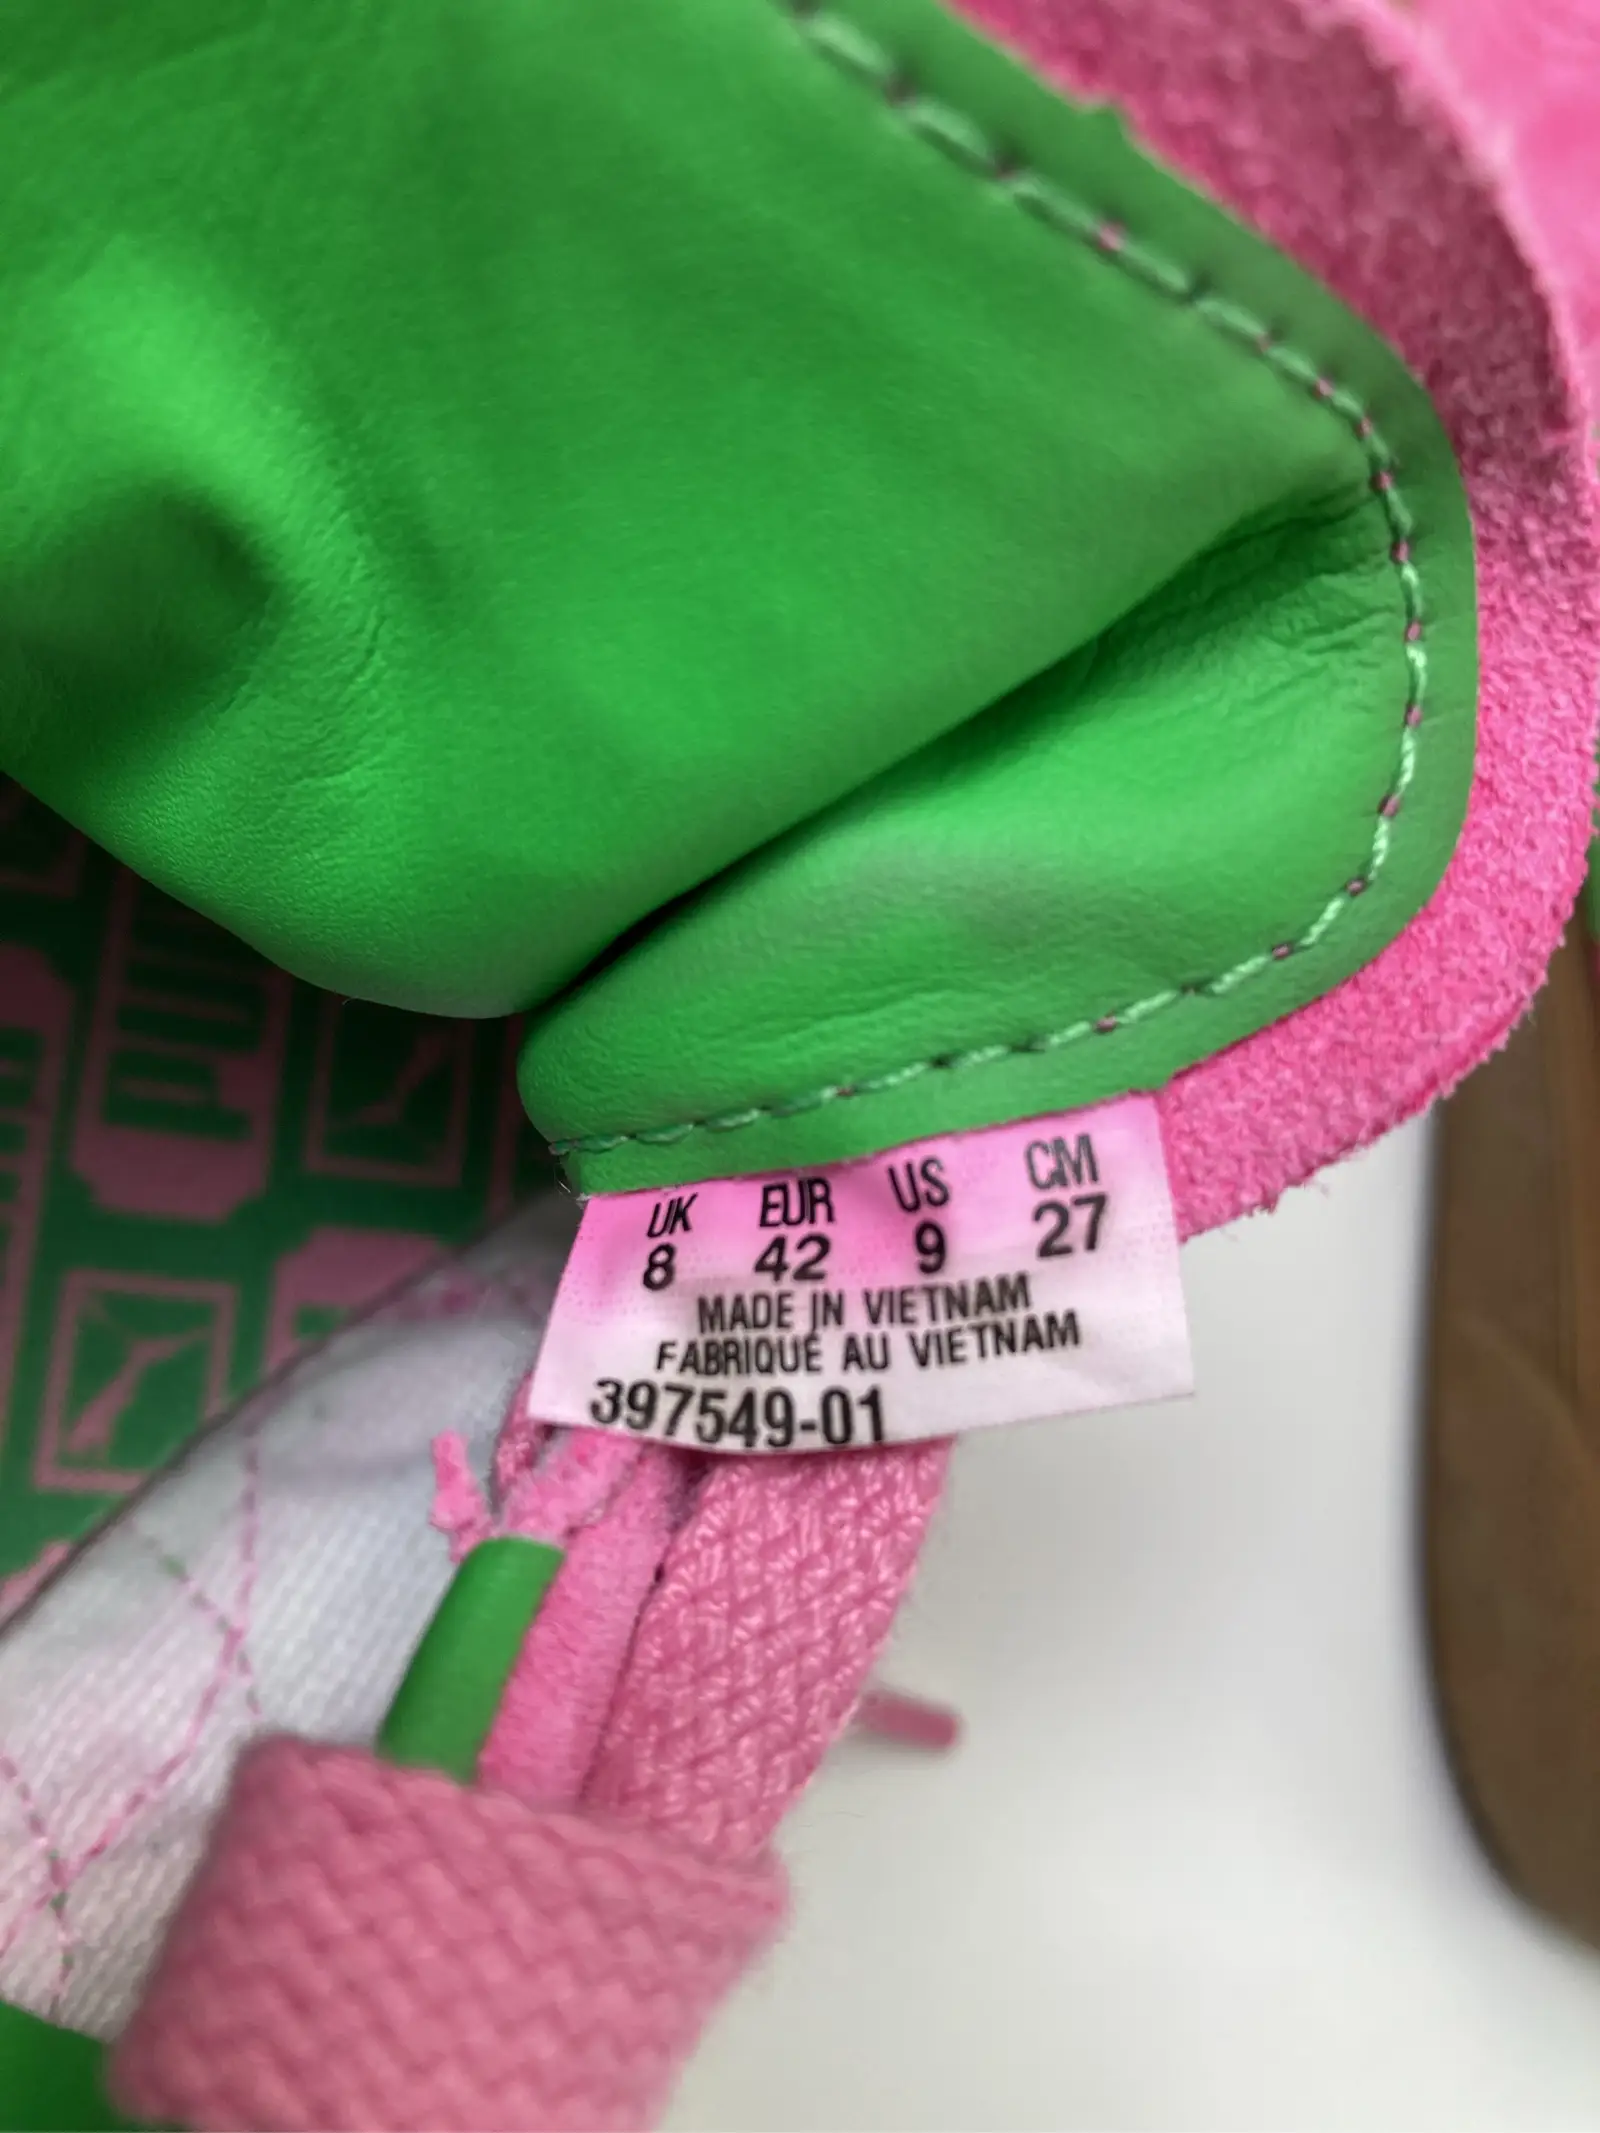 UK EUR US CM
8 42 9 27
MADE IN VIETNAM
FABRIQUÉ AU VIETNAM
397549-01